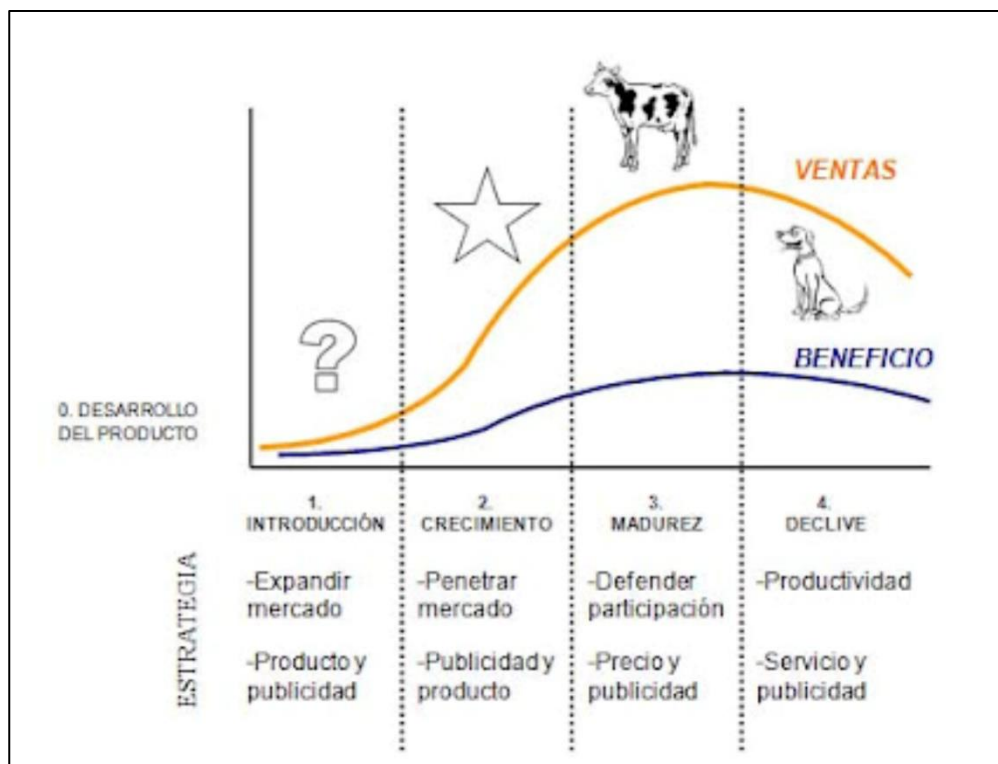 VENTAS
?
BENEFICIO
0. DESARROLLO
DEL PRODUCTO
1.
INTRODUCCIÓN
2.
CRECIMIENTO
3.
MADUREZ
4.
DECLIVE
ESTRATEGIA
-Expandir
mercado
-Producto y
publicidad
-Penetrar
mercado
-Publicidad y
producto
-Defender
participación
-Precio y
publicidad
-Productividad
-Servicio y
publicidad